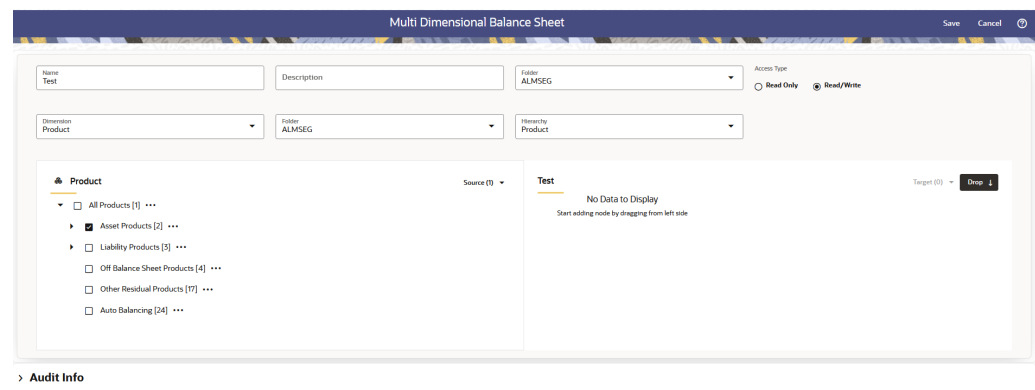 Multi Dimensional Balance Sheet
Save Cancel ?
Name
Test
Description
Folder
ALMSEG
Access Type
Read Only Read/Write
Dimension
Product
Folder
ALMSEG
Hierarchy
Product
Product
Source (1)
All Products [1] •••
Asset Products [2] •••
Liability Products [3] •••
Off Balance Sheet Products [4] •••
Other Residual Products [17] •••
Auto Balancing [24] •••
Test
Target (0) Drop ↓
No Data to Display
Start adding node by dragging from left side
> Audit Info